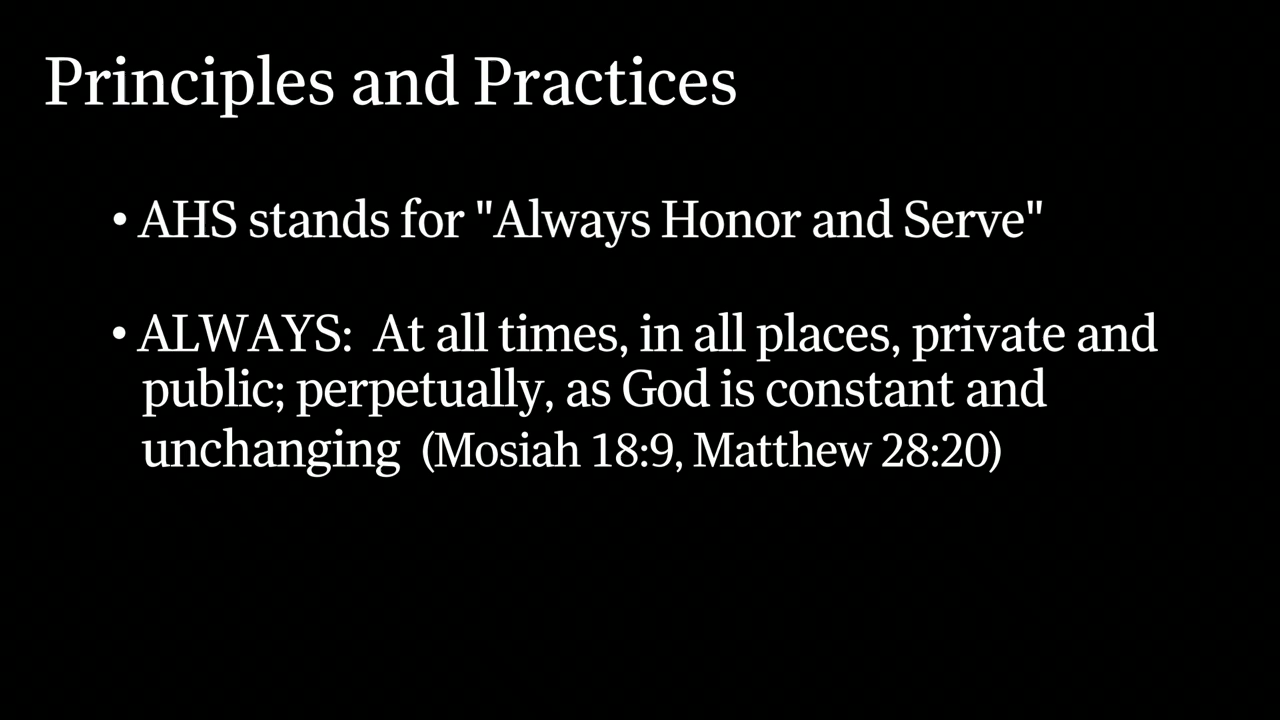 Principles and Practices
• AHS stands for "Always Honor and Serve"
• ALWAYS:  At all times, in all places, private and
public; perpetually, as God is constant and
unchanging  (Mosiah 18:9, Matthew 28:20)